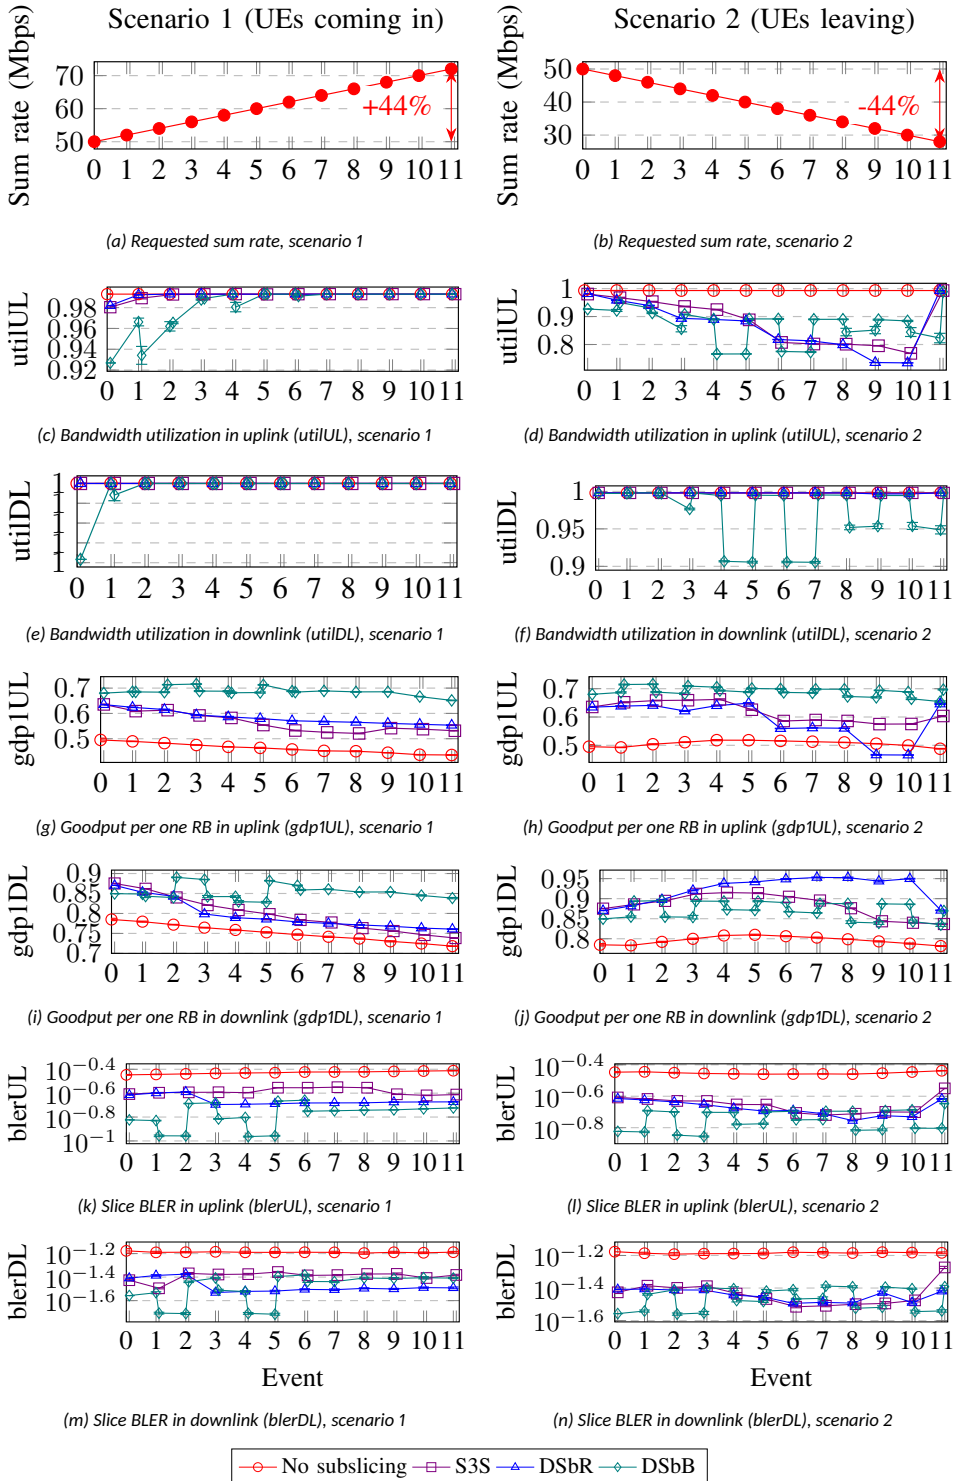 Scenario 1 (UEs coming in)
Scenario 2 (UEs leaving)
Sum rate (Mbps)
70
60
50
+44%
0 1 2 3 4 5 6 7 8 9 10 11
(a) Requested sum rate, scenario 1
Sum rate (Mbps)
50
40
30
-44%
0 1 2 3 4 5 6 7 8 9 10 11
(b) Requested sum rate, scenario 2
utilUL
0.98
0.96
0.94
0.92
0 1 2 3 4 5 6 7 8 9 10 11
(c) Bandwidth utilization in uplink (utilUL), scenario 1
utilUL
1
0.9
0.8
0 1 2 3 4 5 6 7 8 9 10 11
(d) Bandwidth utilization in uplink (utilUL), scenario 2
utilDL
1
1
0 1 2 3 4 5 6 7 8 9 10 11
(e) Bandwidth utilization in downlink (utilDL), scenario 1
utilDL
1
0.95
0.9
0 1 2 3 4 5 6 7 8 9 10 11
(f) Bandwidth utilization in downlink (utilDL), scenario 2
gdp1UL
0.7
0.6
0.5
0 1 2 3 4 5 6 7 8 9 10 11
(g) Goodput per one RB in uplink (gdp1UL), scenario 1
gdp1UL
0.7
0.6
0.5
0 1 2 3 4 5 6 7 8 9 10 11
(h) Goodput per one RB in uplink (gdp1UL), scenario 2
gdp1DL
0.9
0.85
0.8
0.75
0.7
0 1 2 3 4 5 6 7 8 9 10 11
(i) Goodput per one RB in downlink (gdp1DL), scenario 1
gdp1DL
0.95
0.9
0.85
0.8
0 1 2 3 4 5 6 7 8 9 10 11
(j) Goodput per one RB in downlink (gdp1DL), scenario 2
blerUL
10^−0.4
10^−0.6
10^−0.8
10^−1
0 1 2 3 4 5 6 7 8 9 10 11
(k) Slice BLER in uplink (blerUL), scenario 1
blerUL
10^−0.4
10^−0.6
10^−0.8
0 1 2 3 4 5 6 7 8 9 10 11
(l) Slice BLER in uplink (blerUL), scenario 2
blerDL
10^−1.2
10^−1.4
10^−1.6
0 1 2 3 4 5 6 7 8 9 10 11
Event
(m) Slice BLER in downlink (blerDL), scenario 1
blerDL
10^−1.2
10^−1.4
10^−1.6
0 1 2 3 4 5 6 7 8 9 10 11
Event
(n) Slice BLER in downlink (blerDL), scenario 2
No subslicing S3S DSbR DSbB